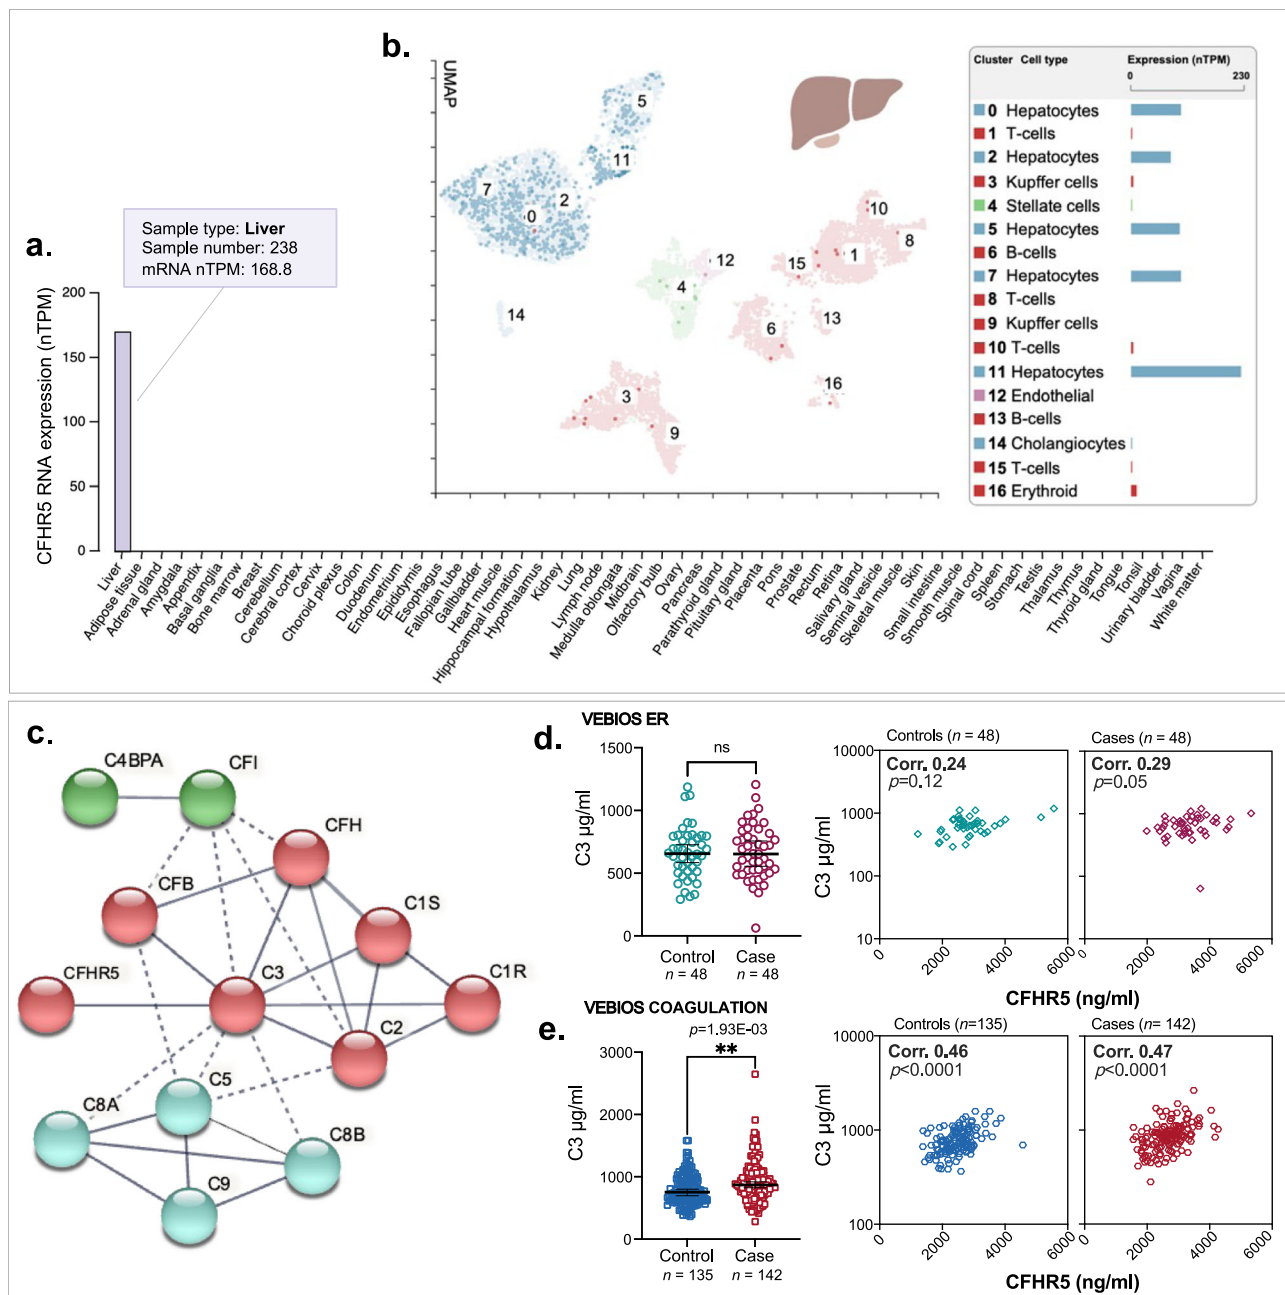 a.
Sample type: Liver
Sample number: 238
mRNA nTPM: 168.8
CFHR5 RNA expression (nTPM)
200
150
100
50
0
Liver
Adipose tissue
Adrenal gland
Amygdala
Appendix
Basal ganglia
Bone marrow
Breast
Cerebellum
Cerebral cortex
Cervix
Choroid plexus
Colon
Duodenum
Endometrium
Epididymis
Esophagus
Fallopian tube
Gallbladder
Heart muscle
Hippocampal formation
Hypothalamus
Kidney
Lung
Lymph node
Medulla oblongata
Midbrain
Olfactory bulb
Ovary
Pancreas
Parathyroid gland
Pituitary gland
Placenta
Pons
Prostate
Rectum
Retina
Salivary gland
Seminal vesicle
Skeletal muscle
Skin
Small intestine
Smooth muscle
Spinal cord
Spleen
Stomach
Testis
Thalamus
Thymus
Thyroid gland
Tongue
Tonsil
Urinary bladder
Vagina
White matter
b.
UMAP
5
11
7
2
0
10
8
1
15
12
4
14
13
6
16
3
9
Cluster Cell type Expression (nTPM)
0 230
0 Hepatocytes
1 T-cells
2 Hepatocytes
3 Kupffer cells
4 Stellate cells
5 Hepatocytes
6 B-cells
7 Hepatocytes
8 T-cells
9 Kupffer cells
10 T-cells
11 Hepatocytes
12 Endothelial
13 B-cells
14 Cholangiocytes
15 T-cells
16 Erythroid
c.
C4BPA
CFI
CFH
CFB
C1S
CFHR5
C3
C1R
C2
C5
C8A
C8B
C9
d.
VEBIOS ER
C3 µg/ml
1500
1000
500
0
ns
Control
n = 48
Case
n = 48
Controls (n = 48)
Corr. 0.24
p=0.12
Cases (n = 48)
Corr. 0.29
p=0.05
C3 µg/ml
10000
1000
100
10
0 2000 4000 6000
0 2000 4000 6000
CFHR5 (ng/ml)
e.
VEBIOS COAGULATION
p=1.93E-03
**
C3 µg/ml
3000
2000
1000
0
Control
n = 135
Case
n = 142
Controls (n=135)
Corr. 0.46
p<0.0001
Cases (n= 142)
Corr. 0.47
p<0.0001
C3 µg/ml
10000
1000
100
0 2000 4000 6000
0 2000 4000 6000
CFHR5 (ng/ml)